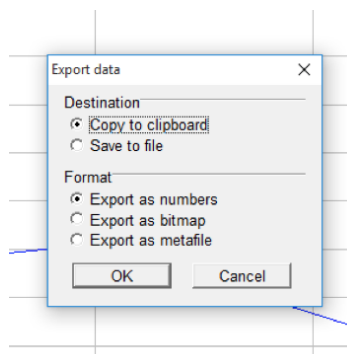 Export data
Destination
Copy to clipboard
Save to file
Format
Export as numbers
Export as bitmap
Export as metafile
OK Cancel